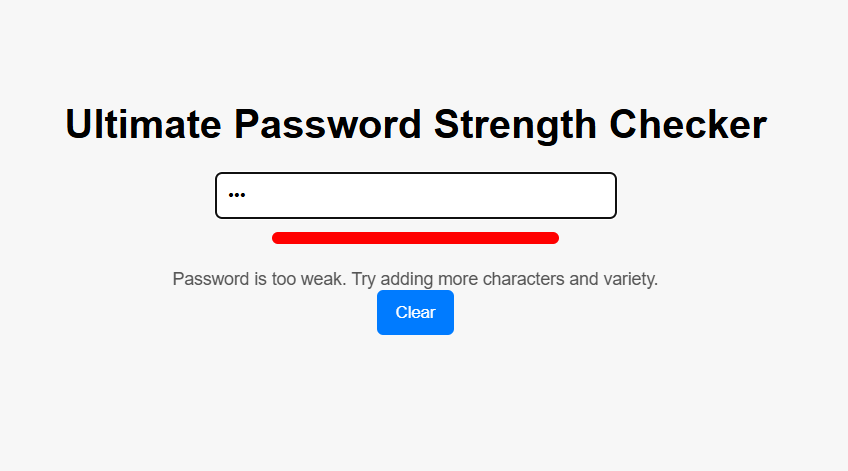 Ultimate Password Strength Checker
•••
Password is too weak. Try adding more characters and variety.
Clear